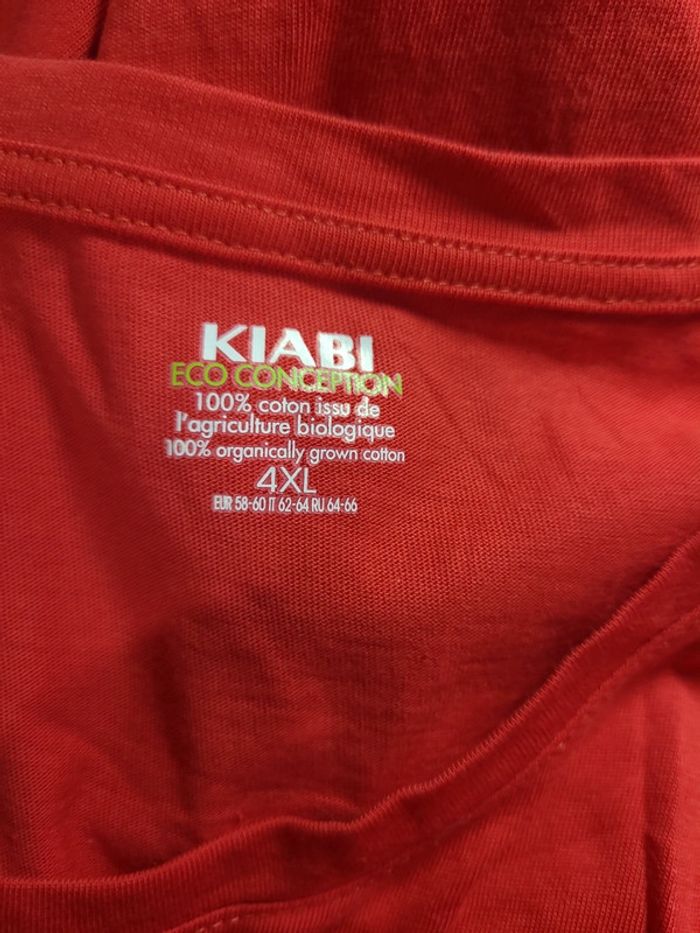 KIABI
ECO CONCEPTION
100% coton issu de
l'agriculture biologique
100% organically grown cotton
4XL
EUR 58-60 IT 62-64 RU 64-66